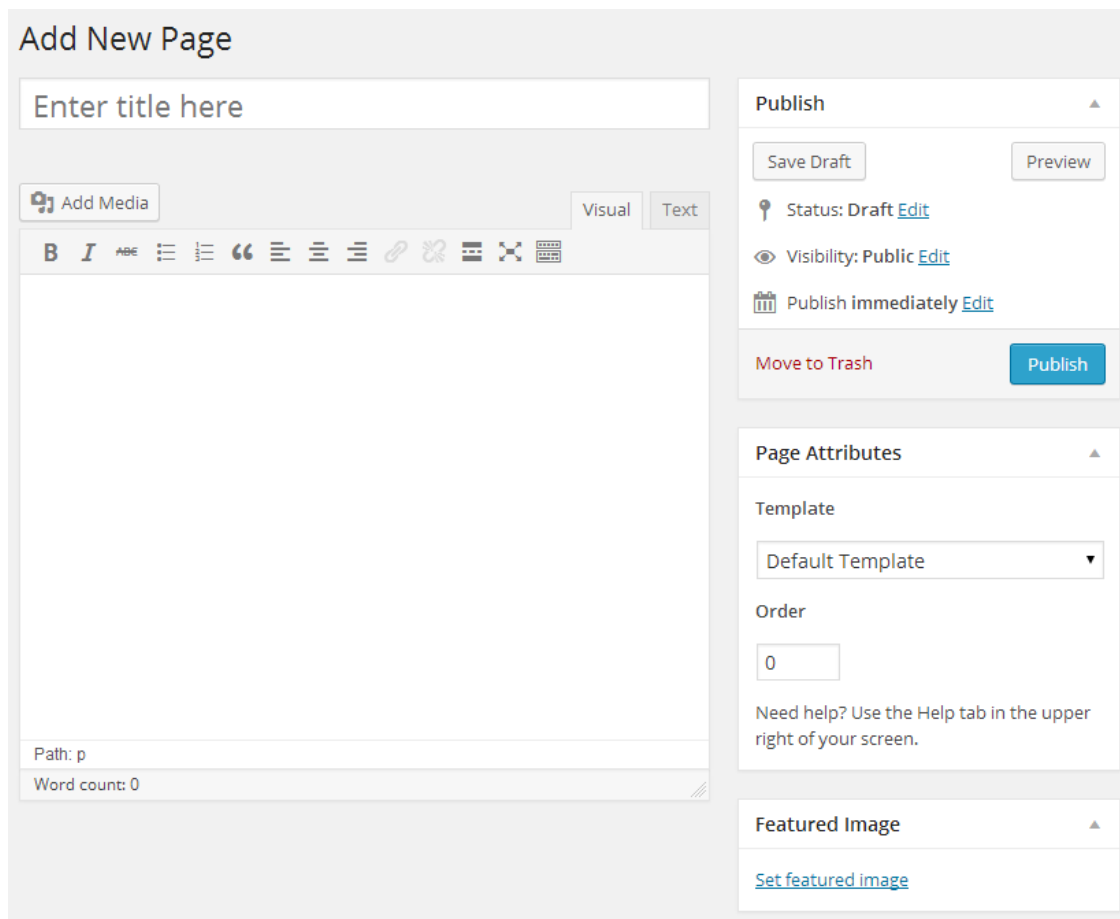 Add New Page
Enter title here
Add Media
Visual Text
B I ABC
Path: p
Word count: 0
Publish
Save Draft Preview
Status: Draft Edit
Visibility: Public Edit
Publish immediately Edit
Move to Trash Publish
Page Attributes
Template
Default Template
Order
0
Need help? Use the Help tab in the upper
right of your screen.
Featured Image
Set featured image